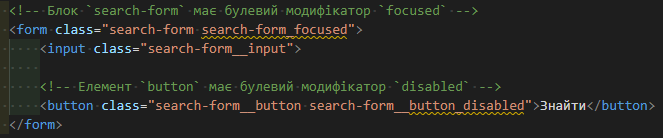 <!-- Блок `search-form` має булевий модифікатор `focused` -->
<form class="search-form search-form_focused">
<input class="search-form__input">
<!-- Елемент `button` має булевий модифікатор `disabled` -->
<button class="search-form__button search-form__button_disabled">Знайти</button>
</form>